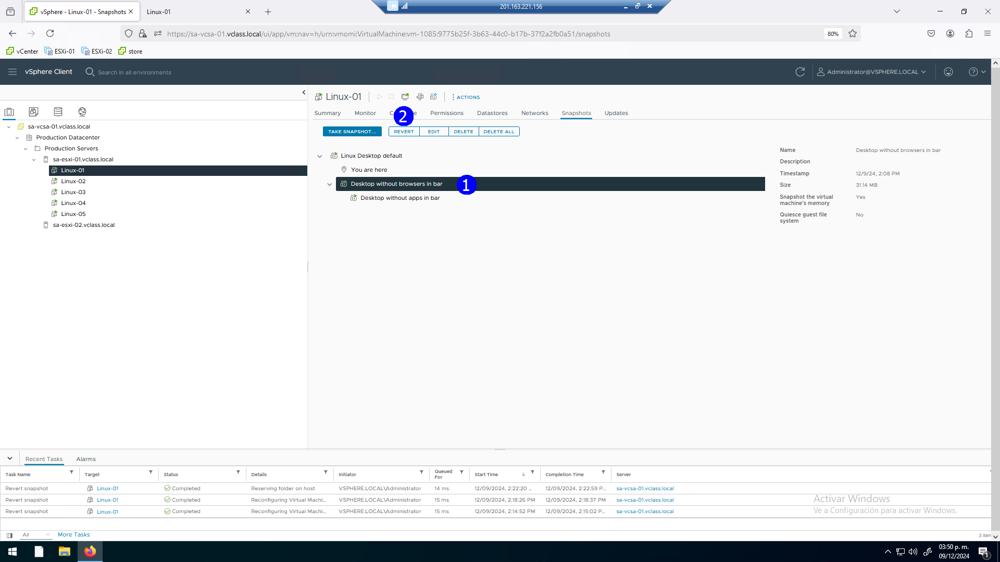 vSphere - Linux-01 - Snapshots
Linux-01
201.163.221.156
https://sa-vcsa-01.vclass.local/ui/app/vm;nav=h/urn:vmomi:VirtualMachine:vm-1085:9775b25f-3b63-44c0-b17b-37f2a2fb0a51/snapshots
80%
vCenter
ESXi-01
ESXi-02
store
vSphere Client
Search in all environments
Administrator@VSPHERE.LOCAL
Linux-01
ACTIONS
Summary
Monitor
Permissions
Datastores
Networks
Snapshots
Updates
2
TAKE SNAPSHOT...
REVERT
EDIT
DELETE
DELETE ALL
sa-vcsa-01.vclass.local
Production Datacenter
Production Servers
sa-esxi-01.vclass.local
Linux-01
Linux-02
Linux-03
Linux-04
Linux-05
sa-esxi-02.vclass.local
Linux Desktop default
You are here
Desktop without browsers in bar
1
Desktop without apps in bar
Name Desktop without browsers in bar
Description
Timestamp 12/9/24, 2:08 PM
Size 31.14 MB
Snapshot the virtual machine's memory Yes
Quiesce guest file system No
Recent Tasks
Alarms
Task Name Target Status Details Initiator Queued For Start Time Completion Time Server
Revert snapshot Linux-01 Completed Reserving folder on host VSPHERE.LOCAL\Administrator 14 ms 12/09/2024, 2:22:20 ... 12/09/2024, 2:22:59 P... sa-vcsa-01.vclass.local
Revert snapshot Linux-01 Completed Reconfiguring Virtual Machi... VSPHERE.LOCAL\Administrator 15 ms 12/09/2024, 2:18:26 PM 12/09/2024, 2:18:37 PM sa-vcsa-01.vclass.local
Revert snapshot Linux-01 Completed Reconfiguring Virtual Machi... VSPHERE.LOCAL\Administrator 15 ms 12/09/2024, 2:14:52 PM 12/09/2024, 2:15:02 P... sa-vcsa-01.vclass.local
Activar Windows
Ve a Configuración para activar Windows.
All
More Tasks
3 item
03:50 p. m.
09/12/2024
1